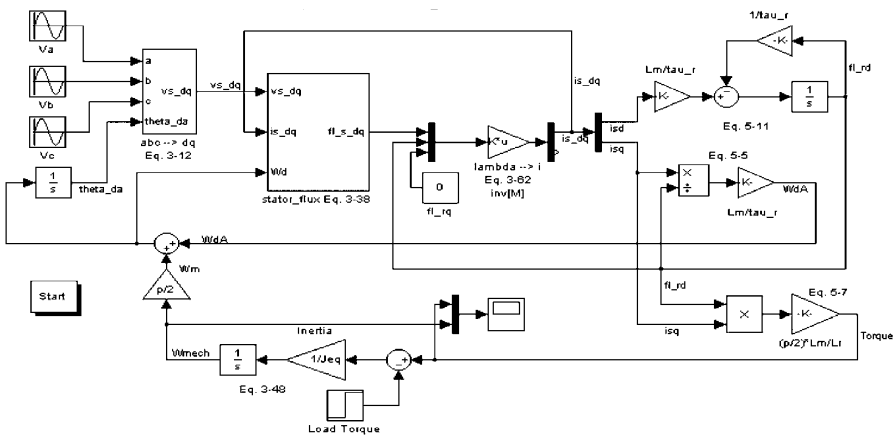 Va
Vb
Vc
a
b
c
theta_da
vs_dq
abc --> dq
Eq. 3-12
vs_dq
vs_dq
is_dq
Wd
fl_s_dq
stator_flux Eq. 3-38
1
s
theta_da
0
fl_rq
K*u
lambda --> i
Eq. 3-62
inv[M]
is_dq
is_dq
isd
isq
Lm/tau_r
K-
1/tau_r
-K-
fl_rd
1
s
Eq. 5-11
Eq. 5-5
×
÷
K-
WdA
Lm/tau_r
WdA
Wm
p/2
Start
fl_rd
isq
×
Eq. 5-7
-K-
(p/2)*Lm/Lr
Torque
Inertia
Wmech
1
s
1/Jeq
Eq. 3-48
Load Torque